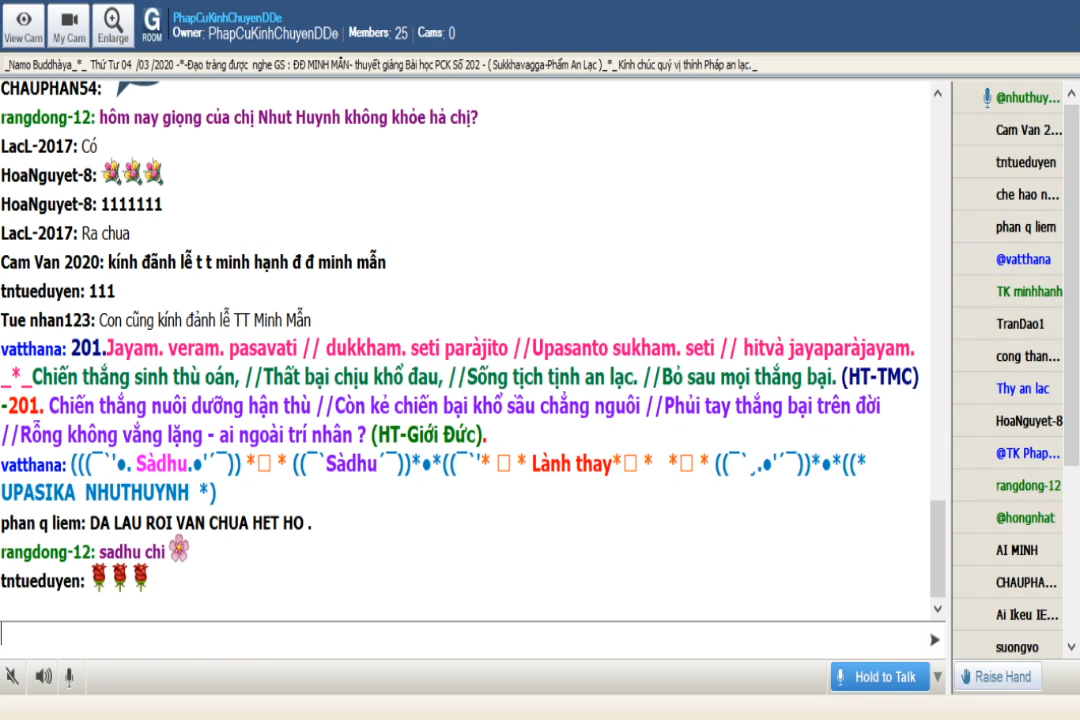 View Cam
My Cam
Enlarge
G
ROOM
PhapCuKinhChuyenDDe
Owner: PhapCuKinhChuyenDDe Members: 25 Cams: 0
_Namo Buddhàya_*_ Thứ Tư 04 /03 /2020 -*-Đạo tràng được nghe GS : ĐĐ MINH MẪN- thuyết giảng Bài học PCK Số 202 - ( Sukkhavagga-Phẩm An Lạc )_*_Kính chúc quý vị thính Pháp an lạc._
CHAUPHAN54:
rangdong-12: hôm nay giọng của chị Nhut Huynh không khỏe hả chị?
LacL-2017: Có
HoaNguyet-8:
HoaNguyet-8: 1111111
LacL-2017: Ra chua
Cam Van 2020: kính đãnh lễ t t minh hạnh đ đ minh mẫn
tntueduyen: 111
Tue nhan123: Con cũng kính đảnh lễ TT Minh Mẫn
vatthana: 201.Jayam. veram. pasavati // dukkham. seti paràjito //Upasanto sukham. seti // hitvà jayaparàjayam.
_*_Chiến thắng sinh thù oán, //Thất bại chịu khổ đau, //Sống tịch tịnh an lạc. //Bỏ sau mọi thắng bại. (HT-TMC)
-201. Chiến thắng nuôi dưỡng hận thù //Còn kẻ chiến bại khổ sầu chẳng nguôi //Phủi tay thắng bại trên đời
//Rỗng không vắng lặng - ai ngoài trí nhân ? (HT-Giới Đức).
vatthana: (((¯`'•. Sàdhu.•'´¯)) *□ * ((¯`Sàdhu´¯))*•*((¯`'* □ * Lành thay*□ * *□ * ((¯`¸.•'´¯))*•*((*
UPASIKA NHUTHUYNH *)
phan q liem: DA LAU ROI VAN CHUA HET HO .
rangdong-12: sadhu chi
tntueduyen:
@nhuthuy...
Cam Van 2...
tntueduyen
che hao n...
phan q liem
@vatthana
TK minhhanh
TranDao1
cong than...
Thy an lac
HoaNguyet-8
@TK Phap...
rangdong-12
@hongnhat
AI MINH
CHAUPHA...
Ai Ikeu IE...
suongvo
Hold to Talk
Raise Hand